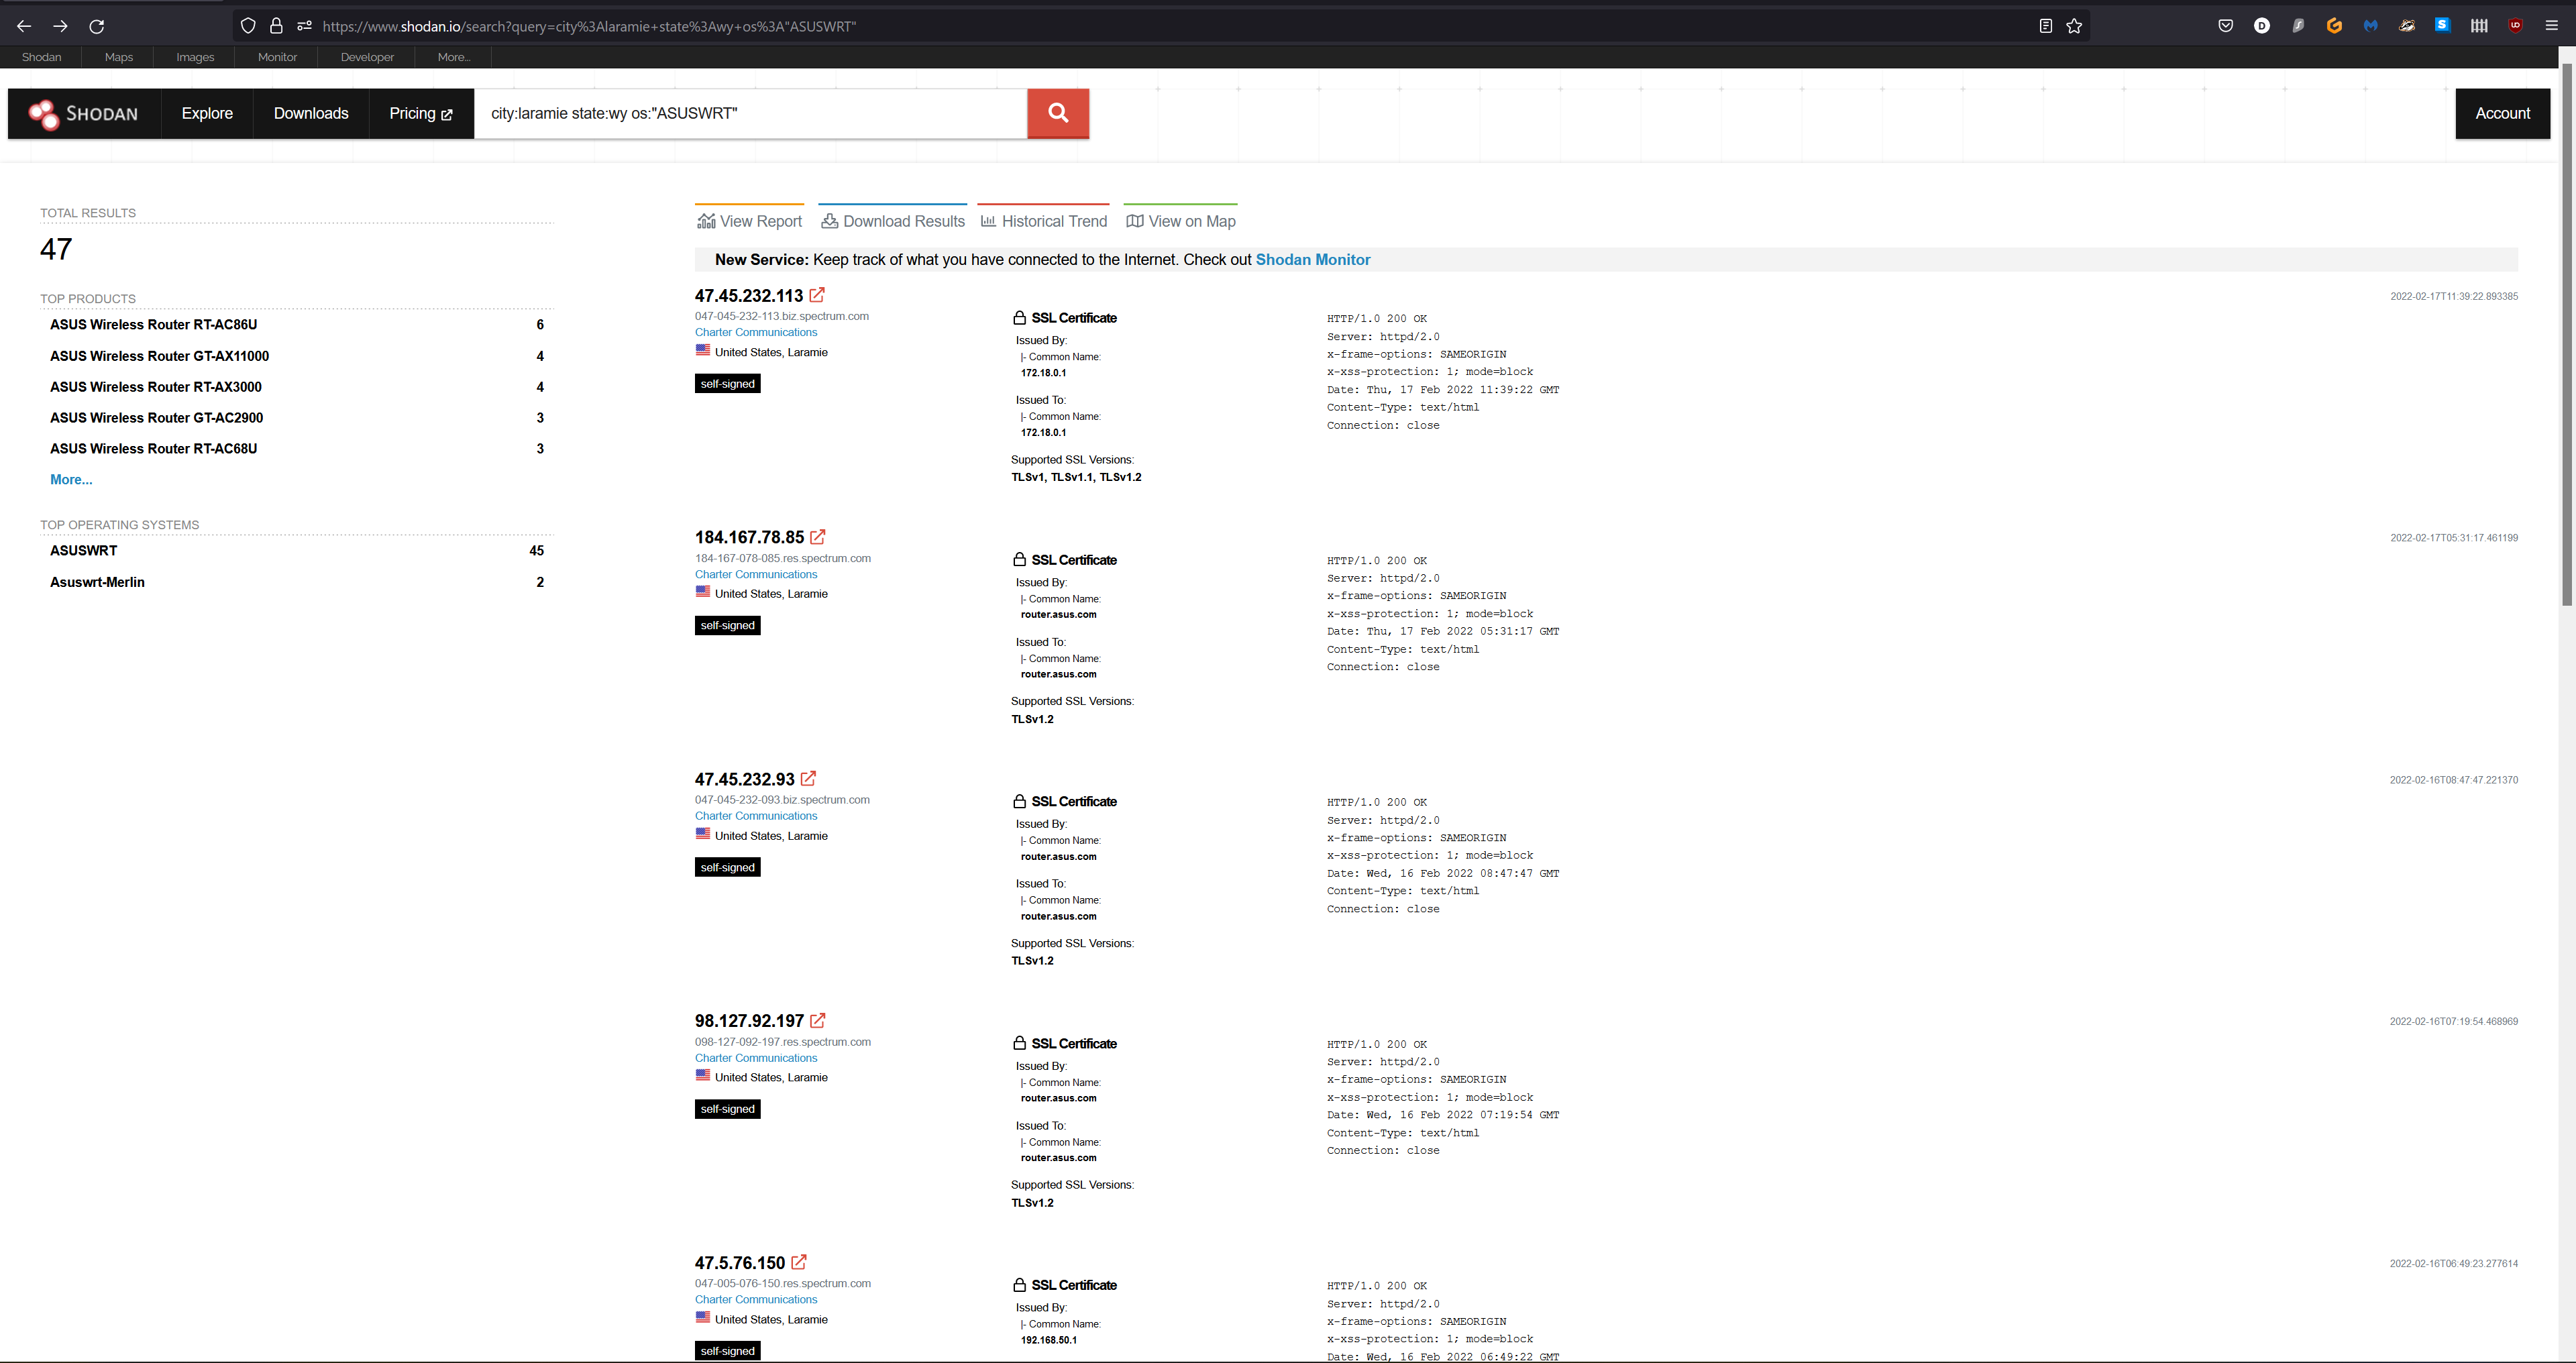 https://www.shodan.io/search?query=city%3Alaramie+state%3Awy+os%3A"ASUSWRT"
Shodan Maps Images Monitor Developer More...
SHODAN Explore Downloads Pricing city:laramie state:wy os:"ASUSWRT" Account
TOTAL RESULTS
47
TOP PRODUCTS
ASUS Wireless Router RT-AC86U 6
ASUS Wireless Router GT-AX11000 4
ASUS Wireless Router RT-AX3000 4
ASUS Wireless Router GT-AC2900 3
ASUS Wireless Router RT-AC68U 3
More...
TOP OPERATING SYSTEMS
ASUSWRT 45
Asuswrt-Merlin 2
View Report Download Results Historical Trend View on Map
New Service: Keep track of what you have connected to the Internet. Check out Shodan Monitor
47.45.232.113
047-045-232-113.biz.spectrum.com
Charter Communications
United States, Laramie
self-signed
SSL Certificate
Issued By:
|- Common Name:
172.18.0.1
Issued To:
|- Common Name:
172.18.0.1
Supported SSL Versions:
TLSv1, TLSv1.1, TLSv1.2
HTTP/1.0 200 OK
Server: httpd/2.0
x-frame-options: SAMEORIGIN
x-xss-protection: 1; mode=block
Date: Thu, 17 Feb 2022 11:39:22 GMT
Content-Type: text/html
Connection: close
2022-02-17T11:39:22.893385
184.167.78.85
184-167-078-085.res.spectrum.com
Charter Communications
United States, Laramie
self-signed
SSL Certificate
Issued By:
|- Common Name:
router.asus.com
Issued To:
|- Common Name:
router.asus.com
Supported SSL Versions:
TLSv1.2
HTTP/1.0 200 OK
Server: httpd/2.0
x-frame-options: SAMEORIGIN
x-xss-protection: 1; mode=block
Date: Thu, 17 Feb 2022 05:31:17 GMT
Content-Type: text/html
Connection: close
2022-02-17T05:31:17.461199
47.45.232.93
047-045-232-093.biz.spectrum.com
Charter Communications
United States, Laramie
self-signed
SSL Certificate
Issued By:
|- Common Name:
router.asus.com
Issued To:
|- Common Name:
router.asus.com
Supported SSL Versions:
TLSv1.2
HTTP/1.0 200 OK
Server: httpd/2.0
x-frame-options: SAMEORIGIN
x-xss-protection: 1; mode=block
Date: Wed, 16 Feb 2022 08:47:47 GMT
Content-Type: text/html
Connection: close
2022-02-16T08:47:47.221370
98.127.92.197
098-127-092-197.res.spectrum.com
Charter Communications
United States, Laramie
self-signed
SSL Certificate
Issued By:
|- Common Name:
router.asus.com
Issued To:
|- Common Name:
router.asus.com
Supported SSL Versions:
TLSv1.2
HTTP/1.0 200 OK
Server: httpd/2.0
x-frame-options: SAMEORIGIN
x-xss-protection: 1; mode=block
Date: Wed, 16 Feb 2022 07:19:54 GMT
Content-Type: text/html
Connection: close
2022-02-16T07:19:54.468969
47.5.76.150
047-005-076-150.res.spectrum.com
Charter Communications
United States, Laramie
self-signed
SSL Certificate
Issued By:
|- Common Name:
192.168.50.1
HTTP/1.0 200 OK
Server: httpd/2.0
x-frame-options: SAMEORIGIN
x-xss-protection: 1; mode=block
Date: Wed, 16 Feb 2022 06:49:22 GMT
2022-02-16T06:49:23.277614